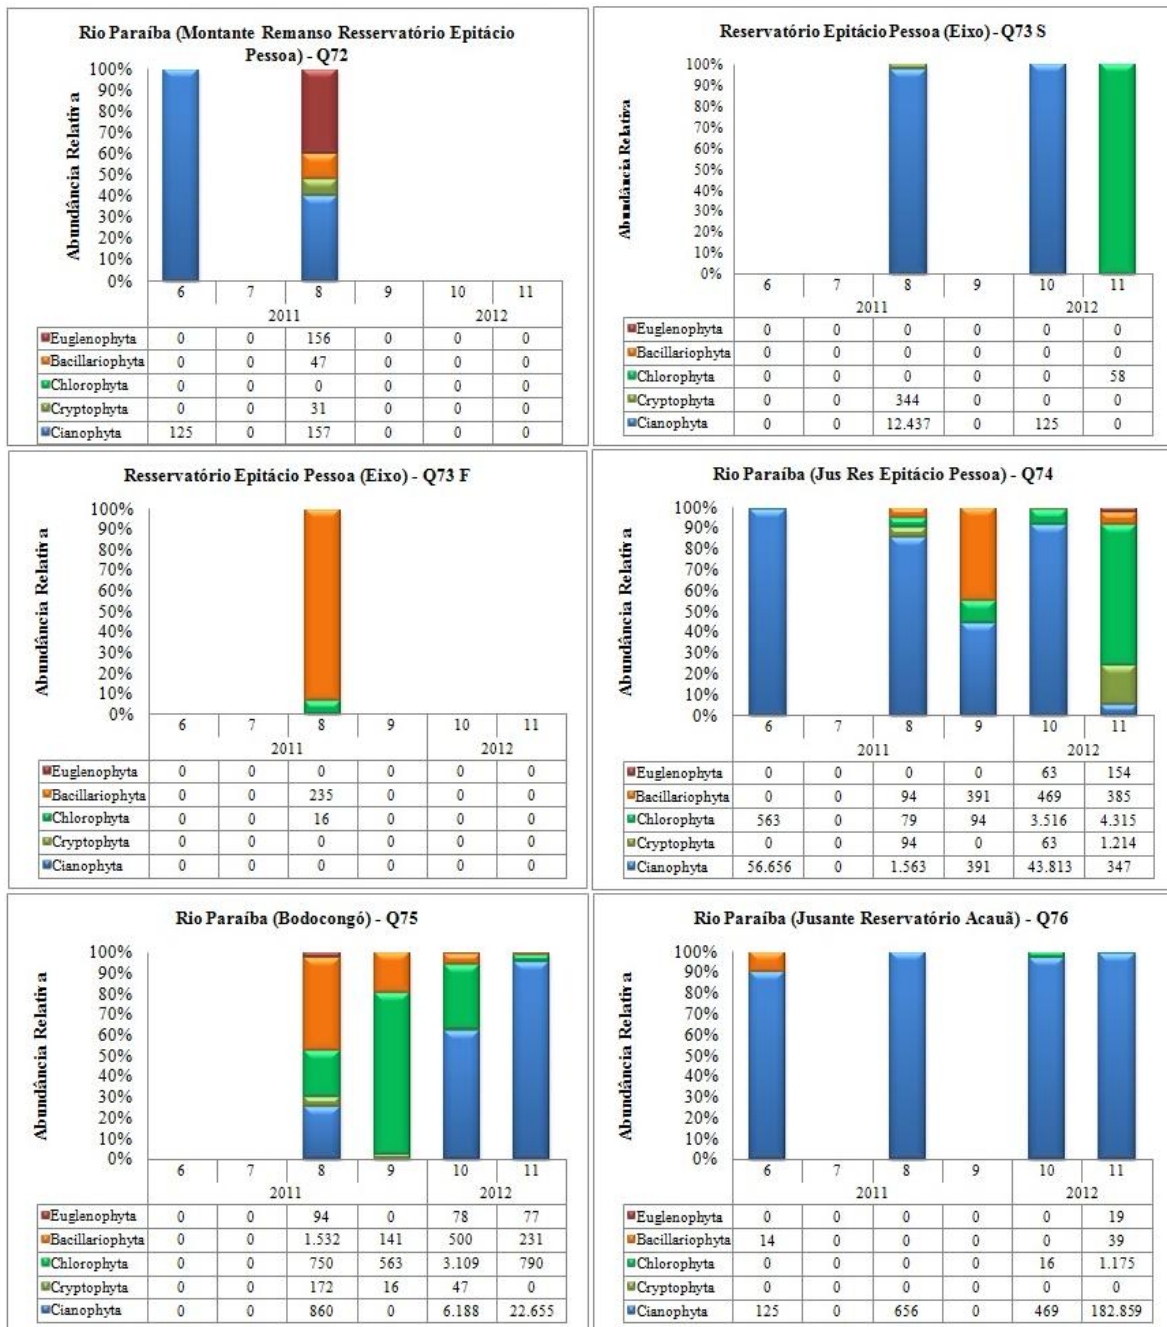 Rio Paraíba (Montante Remanso Resservatório Epitácio
Pessoa) - Q72
Abundância Relativa
100%
90%
80%
70%
60%
50%
40%
30%
20%
10%
0%
6 7 8 9 10 11
2011 2012
Euglenophyta 0 0 156 0 0 0
Bacillariophyta 0 0 47 0 0 0
Chlorophyta 0 0 0 0 0 0
Cryptophyta 0 0 31 0 0 0
Cianophyta 125 0 157 0 0 0
Reservatório Epitácio Pessoa (Eixo) - Q73 S
Abundância Relativa
100%
90%
80%
70%
60%
50%
40%
30%
20%
10%
0%
6 7 8 9 10 11
2011 2012
Euglenophyta 0 0 0 0 0 0
Bacillariophyta 0 0 0 0 0 0
Chlorophyta 0 0 0 0 0 58
Cryptophyta 0 0 344 0 0 0
Cianophyta 0 0 12.437 0 125 0
Resservatório Epitácio Pessoa (Eixo) - Q73 F
Abundância Relativa
100%
90%
80%
70%
60%
50%
40%
30%
20%
10%
0%
6 7 8 9 10 11
2011 2012
Euglenophyta 0 0 0 0 0 0
Bacillariophyta 0 0 235 0 0 0
Chlorophyta 0 0 16 0 0 0
Cryptophyta 0 0 0 0 0 0
Cianophyta 0 0 0 0 0 0
Rio Paraíba (Jus Res Epitácio Pessoa) - Q74
Abundância Relativa
100%
90%
80%
70%
60%
50%
40%
30%
20%
10%
0%
6 7 8 9 10 11
2011 2012
Euglenophyta 0 0 0 0 63 154
Bacillariophyta 0 0 94 391 469 385
Chlorophyta 563 0 79 94 3.516 4.315
Cryptophyta 0 0 94 0 63 1.214
Cianophyta 56.656 0 1.563 391 43.813 347
Rio Paraíba (Bodocongó) - Q75
Abundância Relativa
100%
90%
80%
70%
60%
50%
40%
30%
20%
10%
0%
6 7 8 9 10 11
2011 2012
Euglenophyta 0 0 94 0 78 77
Bacillariophyta 0 0 1.532 141 500 231
Chlorophyta 0 0 750 563 3.109 790
Cryptophyta 0 0 172 16 47 0
Cianophyta 0 0 860 0 6.188 22.655
Rio Paraíba (Jusante Reservatório Acauã) - Q76
Abundância Relativa
100%
90%
80%
70%
60%
50%
40%
30%
20%
10%
0%
6 7 8 9 10 11
2011 2012
Euglenophyta 0 0 0 0 0 19
Bacillariophyta 14 0 0 0 0 39
Chlorophyta 0 0 0 0 16 1.175
Cryptophyta 0 0 0 0 0 0
Cianophyta 125 0 656 0 469 182.859